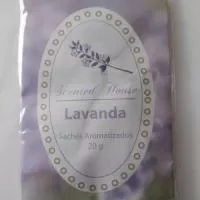 Scented House
Lavanda
Sachês Aromatizados
20 g